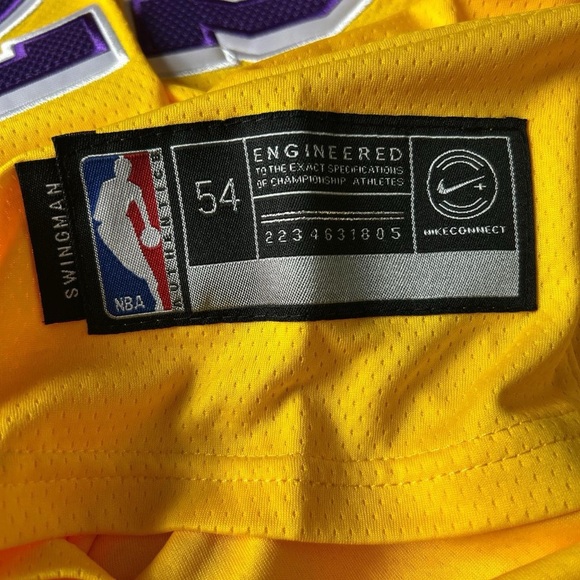 SWINGMAN
NBA
AUTHENTICS
54
ENGINEERED
TO THE EXACT SPECIFICATIONS
OF CHAMPIONSHIP ATHLETES
2234631805
NIKECONNECT